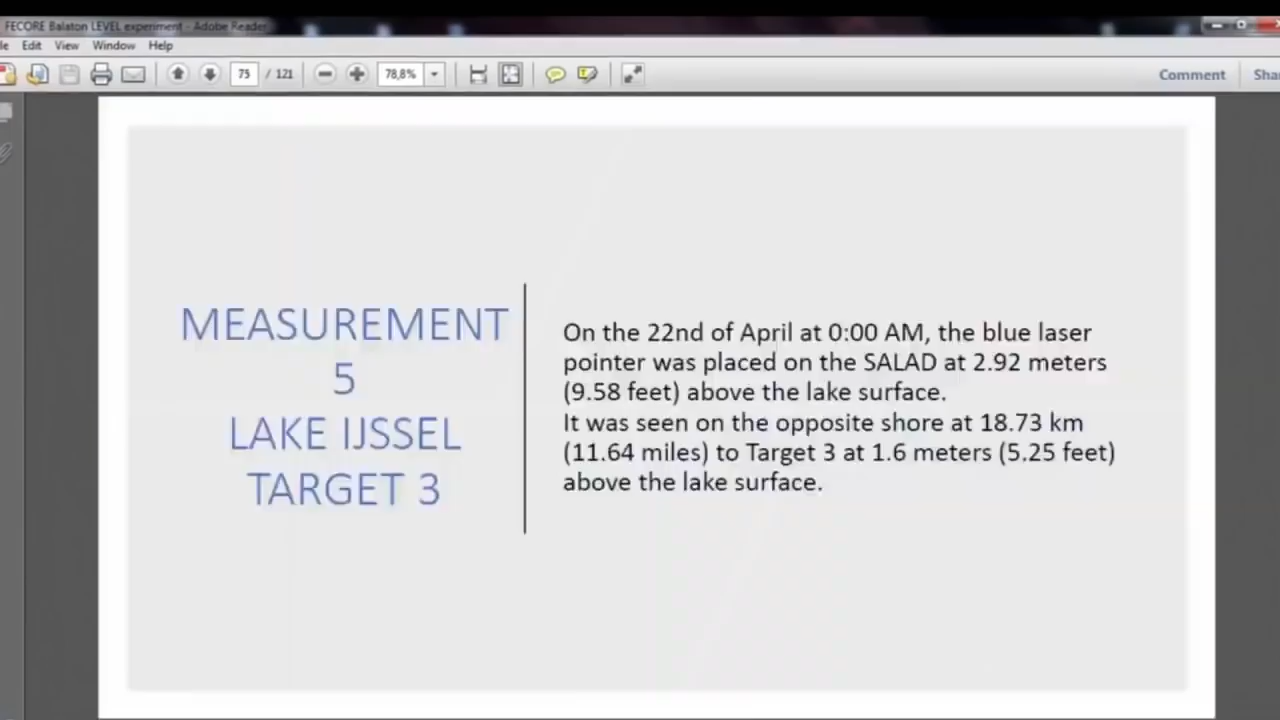 FECORE Balaton LEVEL experiment - Adobe Reader
Edit View Window Help
75 / 121 78,8% Comment
MEASUREMENT
5
LAKE IJSSEL
TARGET 3
On the 22nd of April at 0:00 AM, the blue laser
pointer was placed on the SALAD at 2.92 meters
(9.58 feet) above the lake surface.
It was seen on the opposite shore at 18.73 km
(11.64 miles) to Target 3 at 1.6 meters (5.25 feet)
above the lake surface.